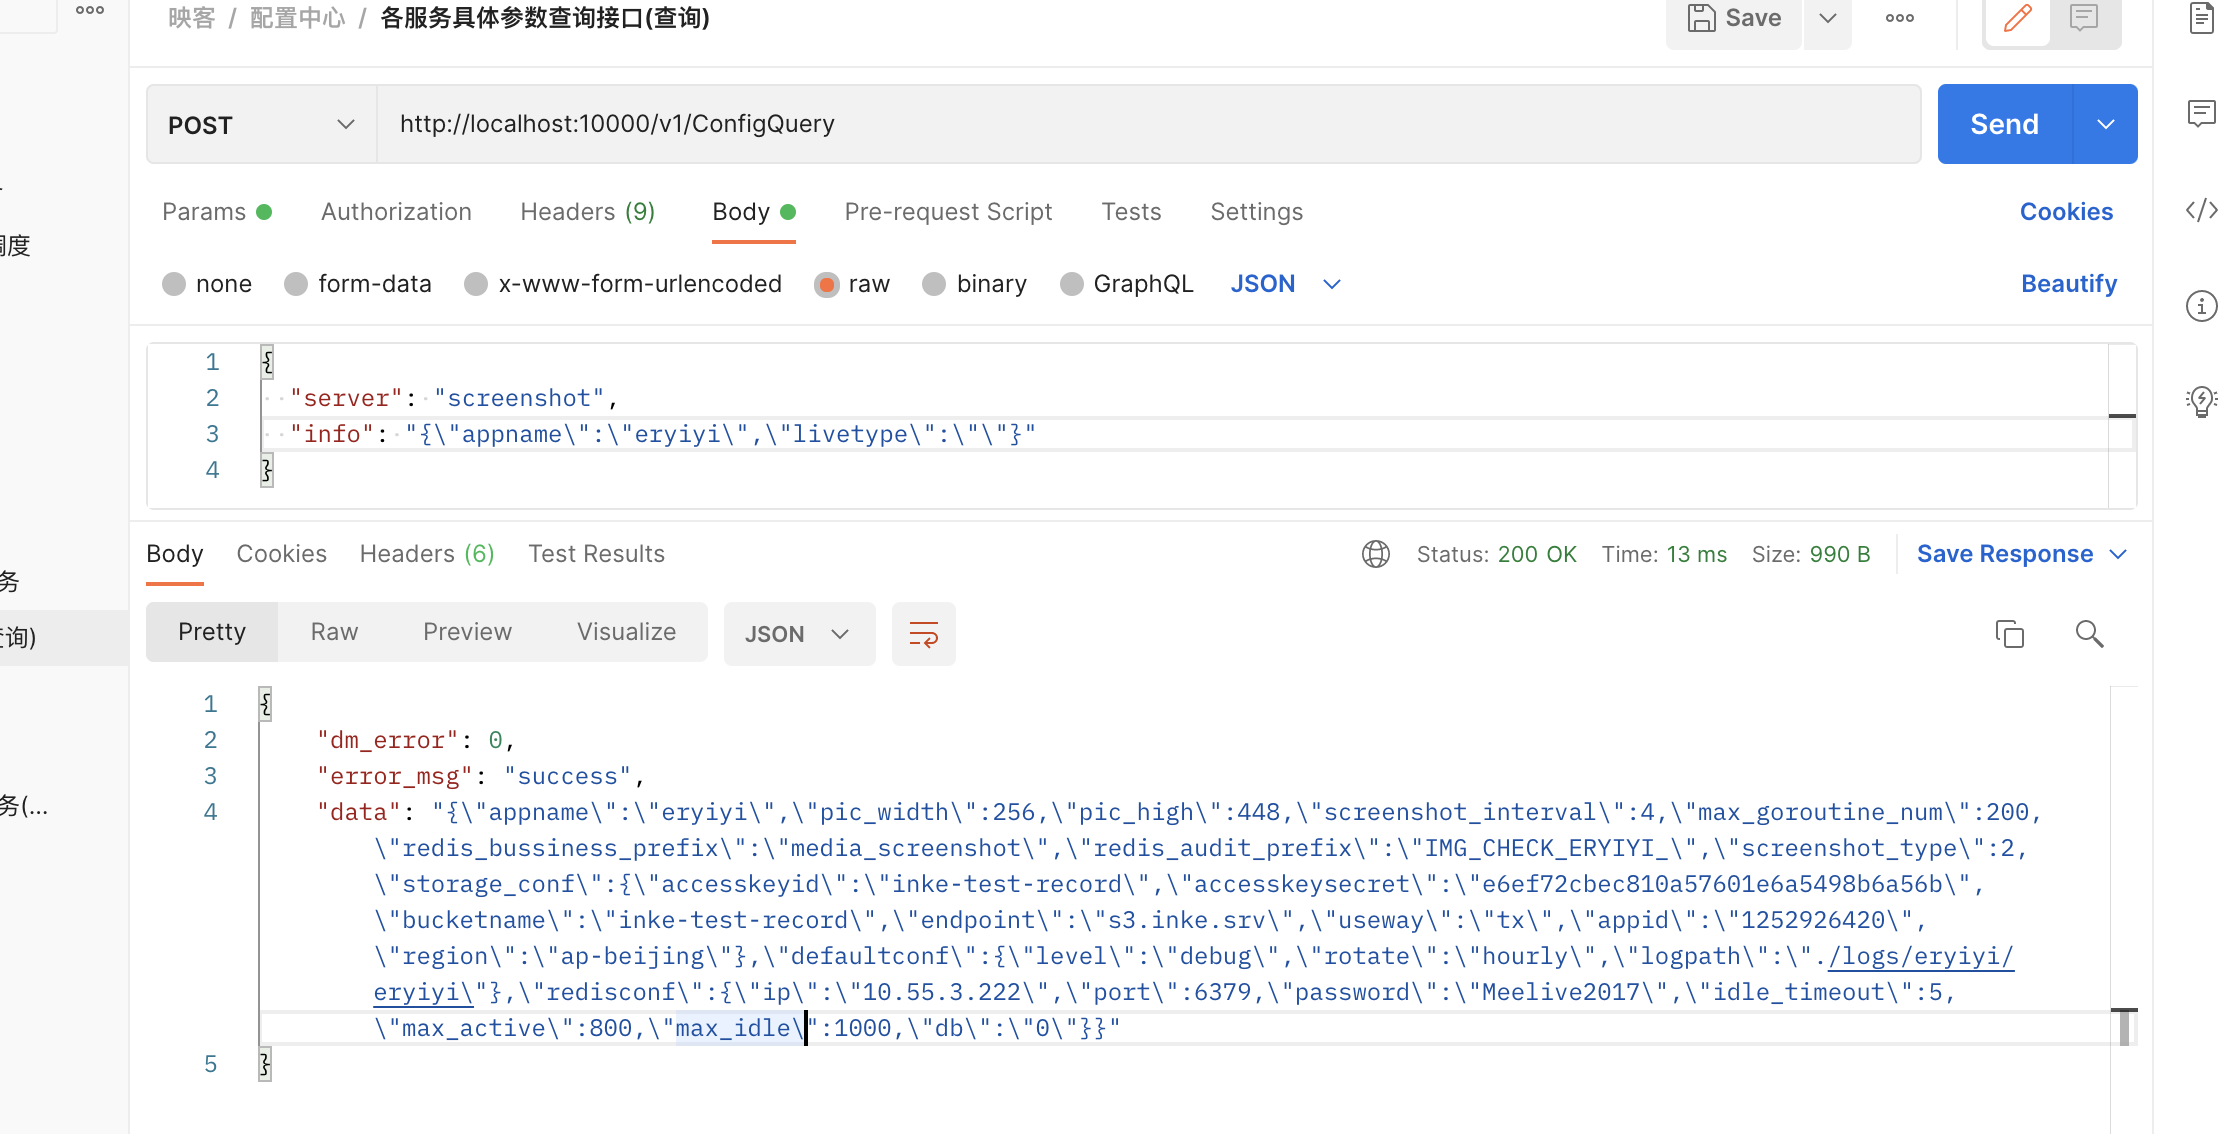 映客 / 配置中心 / 各服务具体参数查询接口(查询)
Save
POST
http://localhost:10000/v1/ConfigQuery
Send
Params
Authorization
Headers (9)
Body
Pre-request Script
Tests
Settings
Cookies
none
form-data
x-www-form-urlencoded
raw
binary
GraphQL
JSON
Beautify
1 {
2 "server": "screenshot",
3 "info": "{\"appname\":\"eryiyi\",\"livetype\":\"\"}"
4 }
度
务
询)
务(...
Body
Cookies
Headers (6)
Test Results
Status: 200 OK
Time: 13 ms
Size: 990 B
Save Response
Pretty
Raw
Preview
Visualize
JSON
1 {
2 "dm_error": 0,
3 "error_msg": "success",
4 "data": "{\"appname\":\"eryiyi\",\"pic_width\":256,\"pic_high\":448,\"screenshot_interval\":4,\"max_goroutine_num\":200,
\"redis_bussiness_prefix\":\"media_screenshot\",\"redis_audit_prefix\":\"IMG_CHECK_ERYIYI_\",\"screenshot_type\":2,
\"storage_conf\":{\"accesskeyid\":\"inke-test-record\",\"accesskeysecret\":\"e6ef72cbec810a57601e6a5498b6a56b\",
\"bucketname\":\"inke-test-record\",\"endpoint\":\"s3.inke.srv\",\"useway\":\"tx\",\"appid\":\"1252926420\",
\"region\":\"ap-beijing\"},\"defaultconf\":{\"level\":\"debug\",\"rotate\":\"hourly\",\"logpath\":\"./logs/eryiyi/
eryiyi\"},\"redisconf\":{\"ip\":\"10.55.3.222\",\"port\":6379,\"password\":\"Meelive2017\",\"idle_timeout\":5,
\"max_active\":800,\"max_idle\":1000,\"db\":\"0\"}}"
5 }